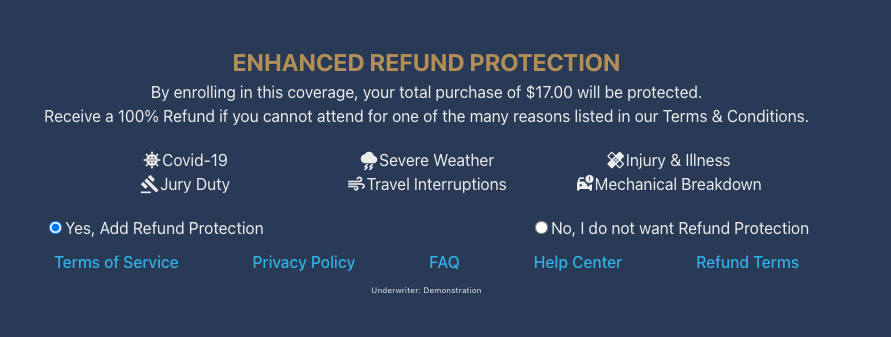 ENHANCED REFUND PROTECTION
By enrolling in this coverage, your total purchase of $17.00 will be protected.
Receive a 100% Refund if you cannot attend for one of the many reasons listed in our Terms & Conditions.
Covid-19 Severe Weather Injury & Illness
Jury Duty Travel Interruptions Mechanical Breakdown
Yes, Add Refund Protection No, I do not want Refund Protection
Terms of Service Privacy Policy FAQ Help Center Refund Terms
Underwriter: Demonstration